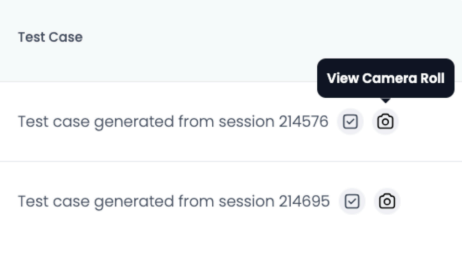 Test Case
View Camera Roll
Test case generated from session 214576
Test case generated from session 214695